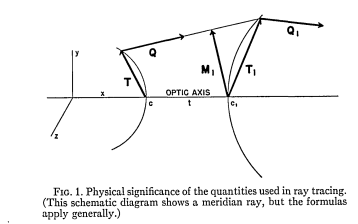 y
Q
Q₁
T
M₁
T₁
x
OPTIC AXIS
c
t
c₁
z
FIG. 1. Physical significance of the quantities used in ray tracing.
(This schematic diagram shows a meridian ray, but the formulas
apply generally.)